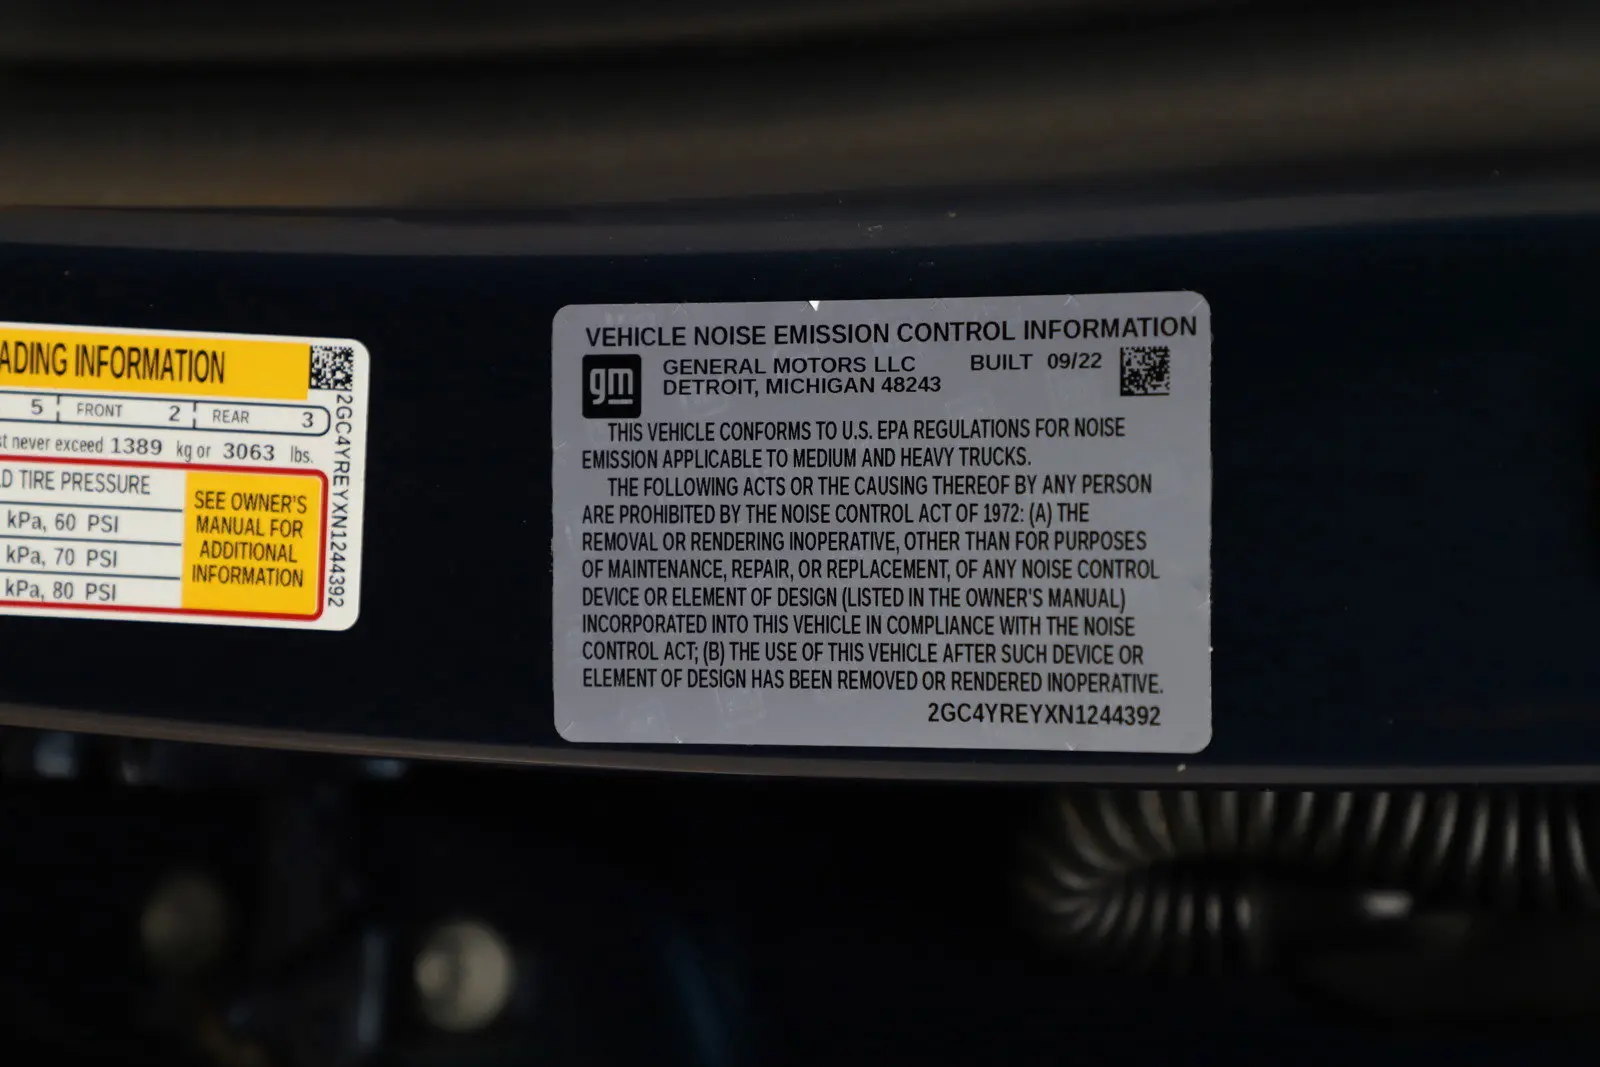 ADING INFORMATION
5 FRONT 2 REAR 3
t never exceed 1389 kg or 3063 lbs.
D TIRE PRESSURE
kPa, 60 PSI
kPa, 70 PSI
kPa, 80 PSI
SEE OWNER'S
MANUAL FOR
ADDITIONAL
INFORMATION
2GC4YREYXN1244392
VEHICLE NOISE EMISSION CONTROL INFORMATION
gm
GENERAL MOTORS LLC BUILT 09/22
DETROIT, MICHIGAN 48243
THIS VEHICLE CONFORMS TO U.S. EPA REGULATIONS FOR NOISE
EMISSION APPLICABLE TO MEDIUM AND HEAVY TRUCKS.
THE FOLLOWING ACTS OR THE CAUSING THEREOF BY ANY PERSON
ARE PROHIBITED BY THE NOISE CONTROL ACT OF 1972: (A) THE
REMOVAL OR RENDERING INOPERATIVE, OTHER THAN FOR PURPOSES
OF MAINTENANCE, REPAIR, OR REPLACEMENT, OF ANY NOISE CONTROL
DEVICE OR ELEMENT OF DESIGN (LISTED IN THE OWNER'S MANUAL)
INCORPORATED INTO THIS VEHICLE IN COMPLIANCE WITH THE NOISE
CONTROL ACT; (B) THE USE OF THIS VEHICLE AFTER SUCH DEVICE OR
ELEMENT OF DESIGN HAS BEEN REMOVED OR RENDERED INOPERATIVE.
2GC4YREYXN1244392